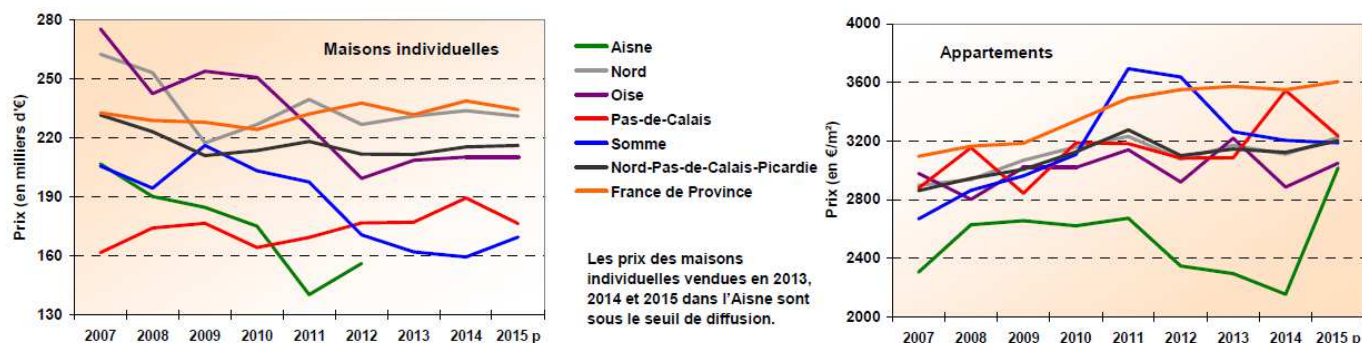 Maisons individuelles
Prix (en milliers d'€)
280
250
220
190
160
130
2007 2008 2009 2010 2011 2012 2013 2014 2015 p
Aisne
Nord
Oise
Pas-de-Calais
Somme
Nord-Pas-de-Calais-Picardie
France de Province
Les prix des maisons
individuelles vendues en 2013,
2014 et 2015 dans l'Aisne sont
sous le seuil de diffusion.
Appartements
Prix (en €/m²)
4000
3600
3200
2800
2400
2000
2007 2008 2009 2010 2011 2012 2013 2014 2015 p